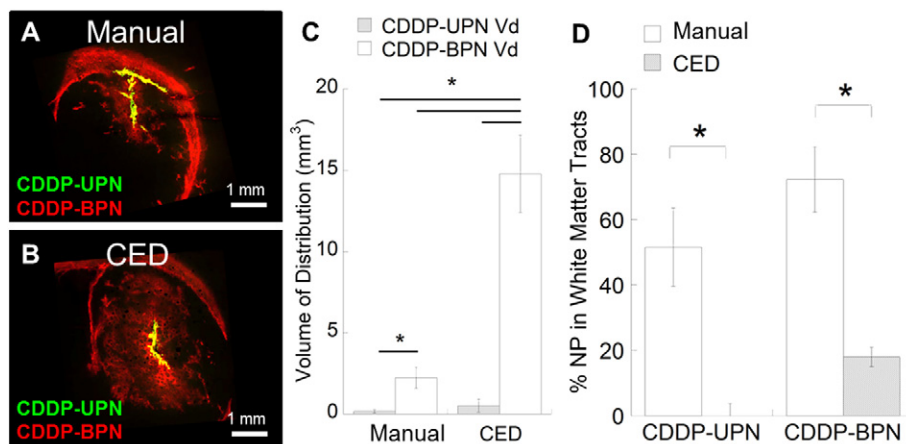 A
Manual
CDDP-UPN
CDDP-BPN
1 mm
B
CED
CDDP-UPN
CDDP-BPN
1 mm
C
CDDP-UPN Vd
CDDP-BPN Vd
Volume of Distribution (mm³)
20
15
10
5
0
*
*
Manual
CED
D
Manual
CED
% NP in White Matter Tracts
100
80
60
40
20
0
*
*
CDDP-UPN
CDDP-BPN